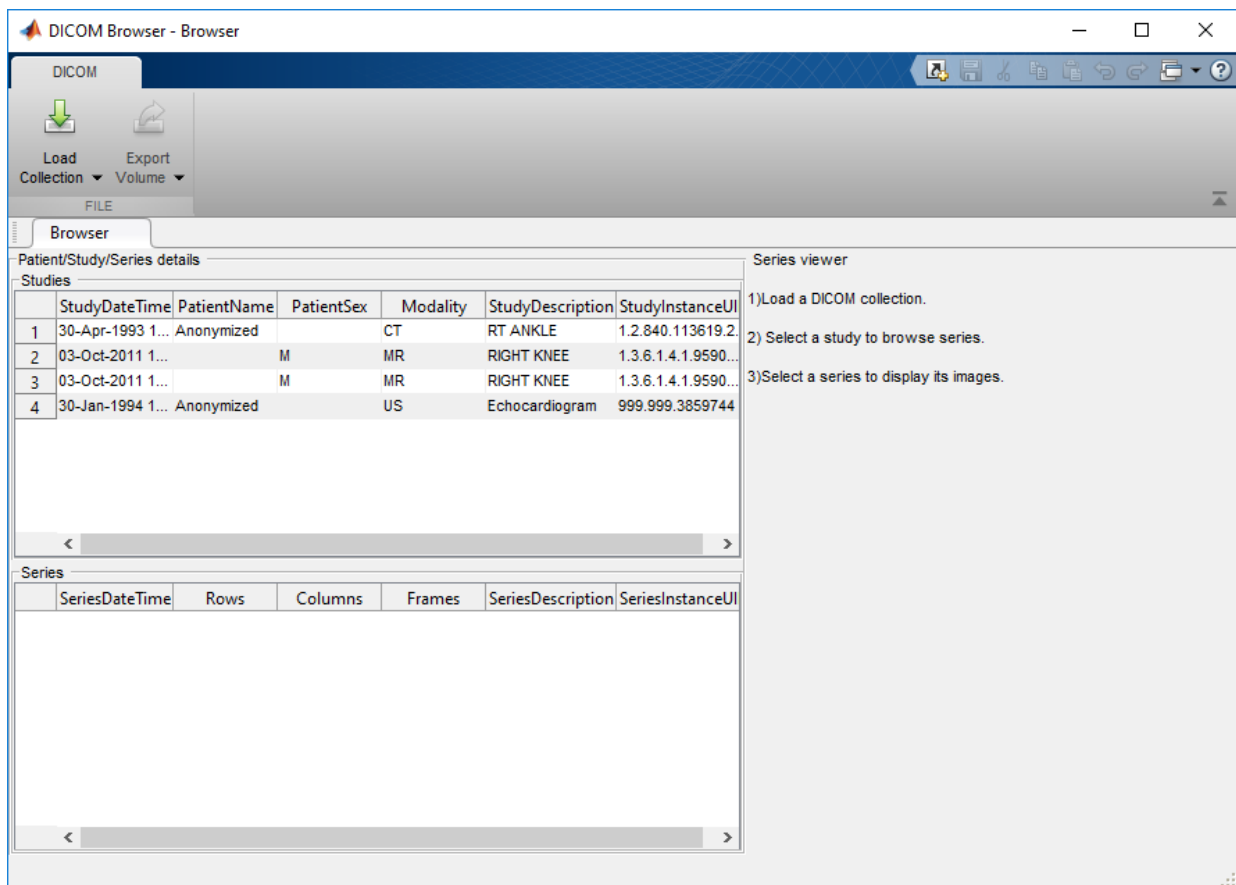 DICOM Browser - Browser
DICOM
Load Collection
Export Volume
FILE
Browser
Patient/Study/Series details
Studies
StudyDateTime PatientName PatientSex Modality StudyDescription StudyInstanceUI
1 30-Apr-1993 1... Anonymized CT RT ANKLE 1.2.840.113619.2.
2 03-Oct-2011 1... M MR RIGHT KNEE 1.3.6.1.4.1.9590...
3 03-Oct-2011 1... M MR RIGHT KNEE 1.3.6.1.4.1.9590...
4 30-Jan-1994 1... Anonymized US Echocardiogram 999.999.3859744
Series
SeriesDateTime Rows Columns Frames SeriesDescription SeriesInstanceUI
Series viewer
1)Load a DICOM collection.
2) Select a study to browse series.
3)Select a series to display its images.